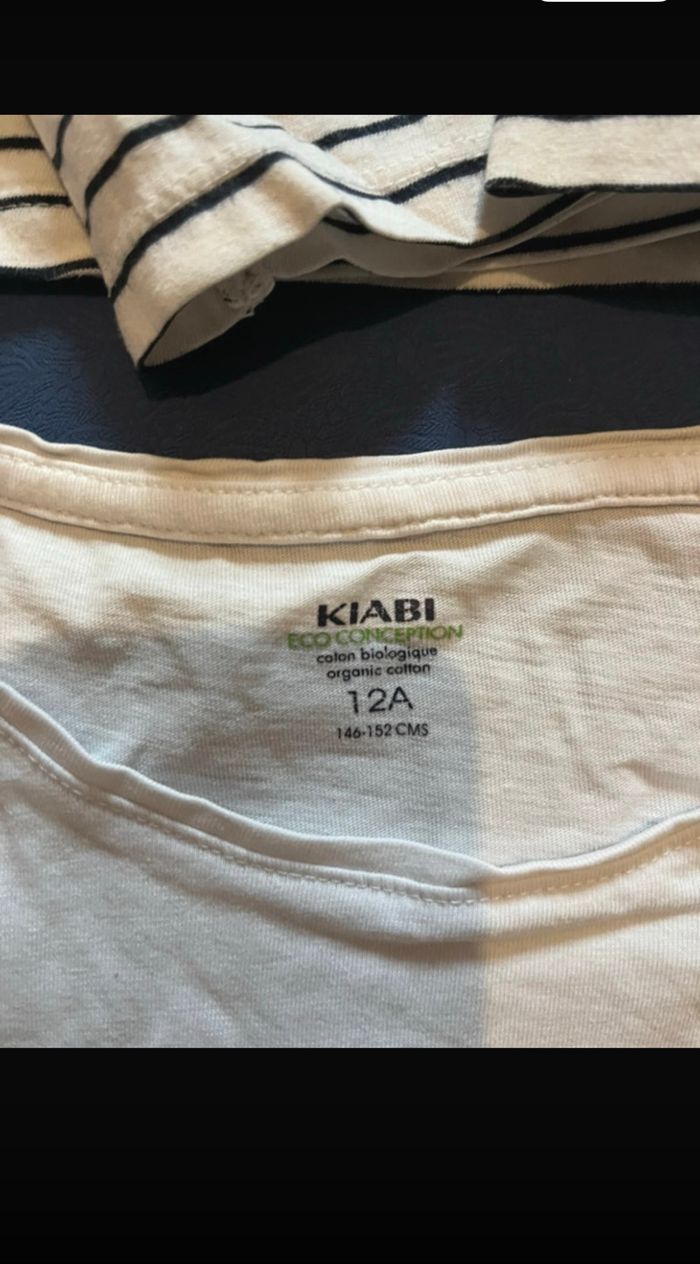 KIABI
ECO CONCEPTION
coton biologique
organic cotton
12A
146-152 CMS